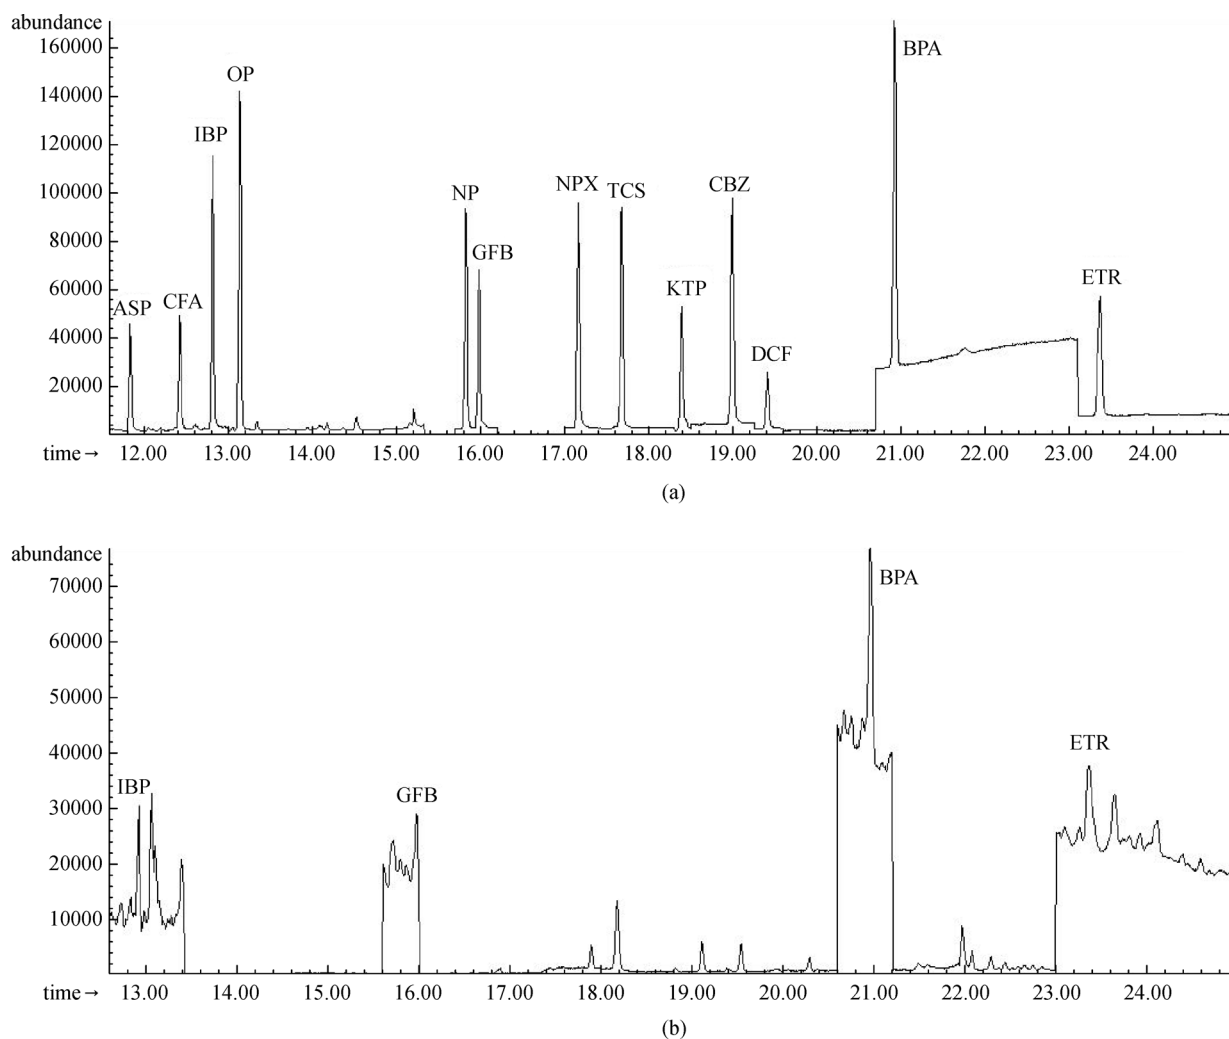 abundance
160000
140000
120000
100000
80000
60000
40000
20000
ASP
CFA
IBP
OP
NP
GFB
NPX
TCS
KTP
CBZ
DCF
BPA
ETR
time→ 12.00 13.00 14.00 15.00 16.00 17.00 18.00 19.00 20.00 21.00 22.00 23.00 24.00
(a)
abundance
70000
60000
50000
40000
30000
20000
10000
IBP
GFB
BPA
ETR
time→ 13.00 14.00 15.00 16.00 17.00 18.00 19.00 20.00 21.00 22.00 23.00 24.00
(b)